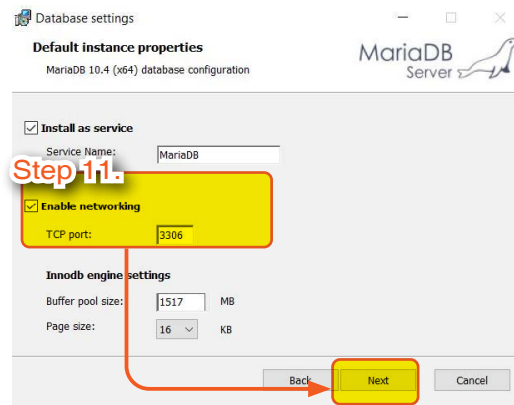 Database settings
Default instance properties
MariaDB 10.4 (x64) database configuration
MariaDB
Server
Install as service
Service Name: MariaDB
Step 11.
Enable networking
TCP port: 3306
Innodb engine settings
Buffer pool size: 1517 MB
Page size: 16 KB
Back Next Cancel